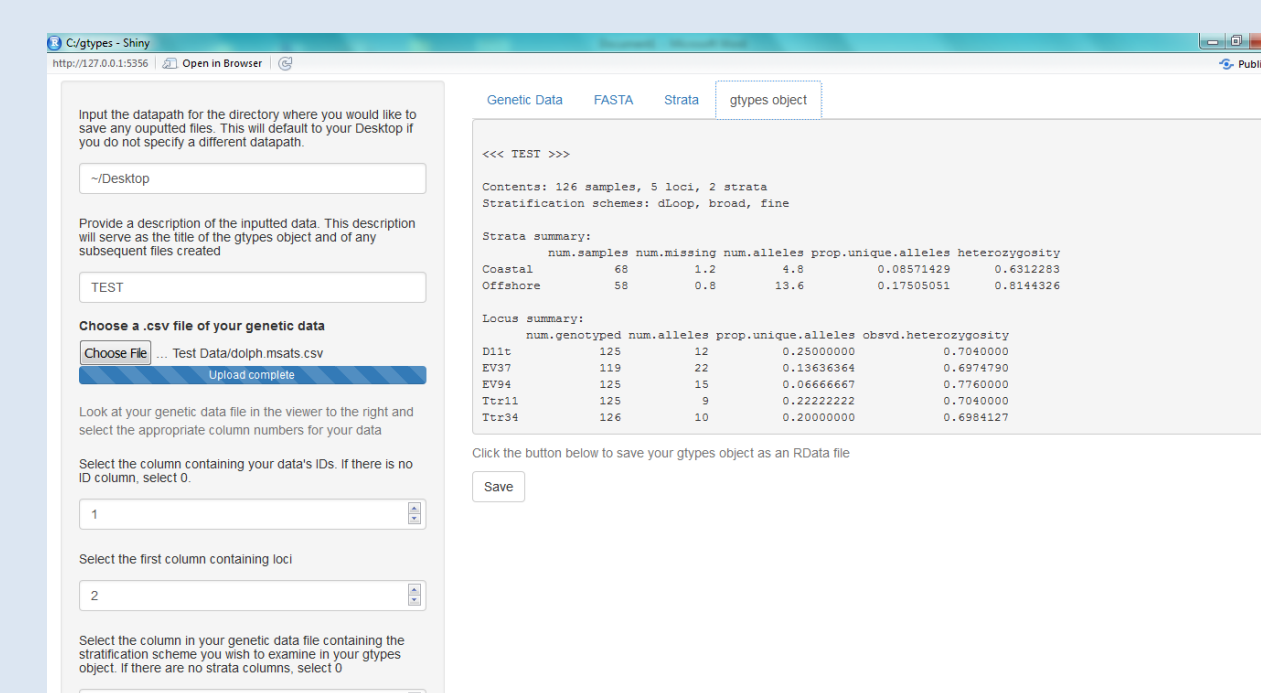 C:/gtypes - Shiny
http://127.0.0.1:5356 Open in Browser Publi
Input the datapath for the directory where you would like to
save any ouputted files. This will default to your Desktop if
you do not specify a different datapath.
~/Desktop
Provide a description of the inputted data. This description
will serve as the title of the gtypes object and of any
subsequent files created
TEST
Choose a .csv file of your genetic data
Choose File ... Test Data/dolph.msats.csv
Upload complete
Look at your genetic data file in the viewer to the right and
select the appropriate column numbers for your data
Select the column containing your data's IDs. If there is no
ID column, select 0.
1
Select the first column containing loci
2
Select the column in your genetic data file containing the
stratification scheme you wish to examine in your gtypes
object. If there are no strata columns, select 0
Genetic Data FASTA Strata gtypes object
<<< TEST >>>
Contents: 126 samples, 5 loci, 2 strata
Stratification schemes: dLoop, broad, fine
Strata summary:
num.samples num.missing num.alleles prop.unique.alleles heterozygosity
Coastal 68 1.2 4.8 0.08571429 0.6312283
Offshore 58 0.8 13.6 0.17505051 0.8144326
Locus summary:
num.genotyped num.alleles prop.unique.alleles obsvd.heterozygosity
D11t 125 12 0.25000000 0.7040000
EV37 119 22 0.13636364 0.6974790
EV94 125 15 0.06666667 0.7760000
Ttr11 125 9 0.22222222 0.7040000
Ttr34 126 10 0.20000000 0.6984127
Click the button below to save your gtypes object as an RData file
Save